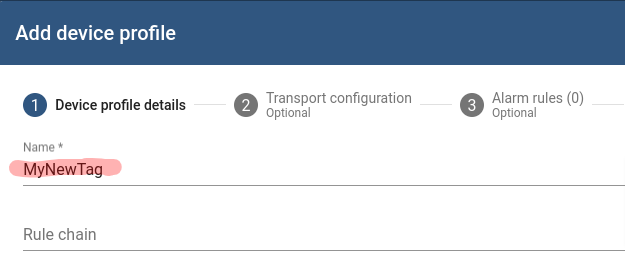 Add device profile
1 Device profile details 2 Transport configuration 3 Alarm rules (0)
Optional Optional
Name *
MyNewTag
Rule chain